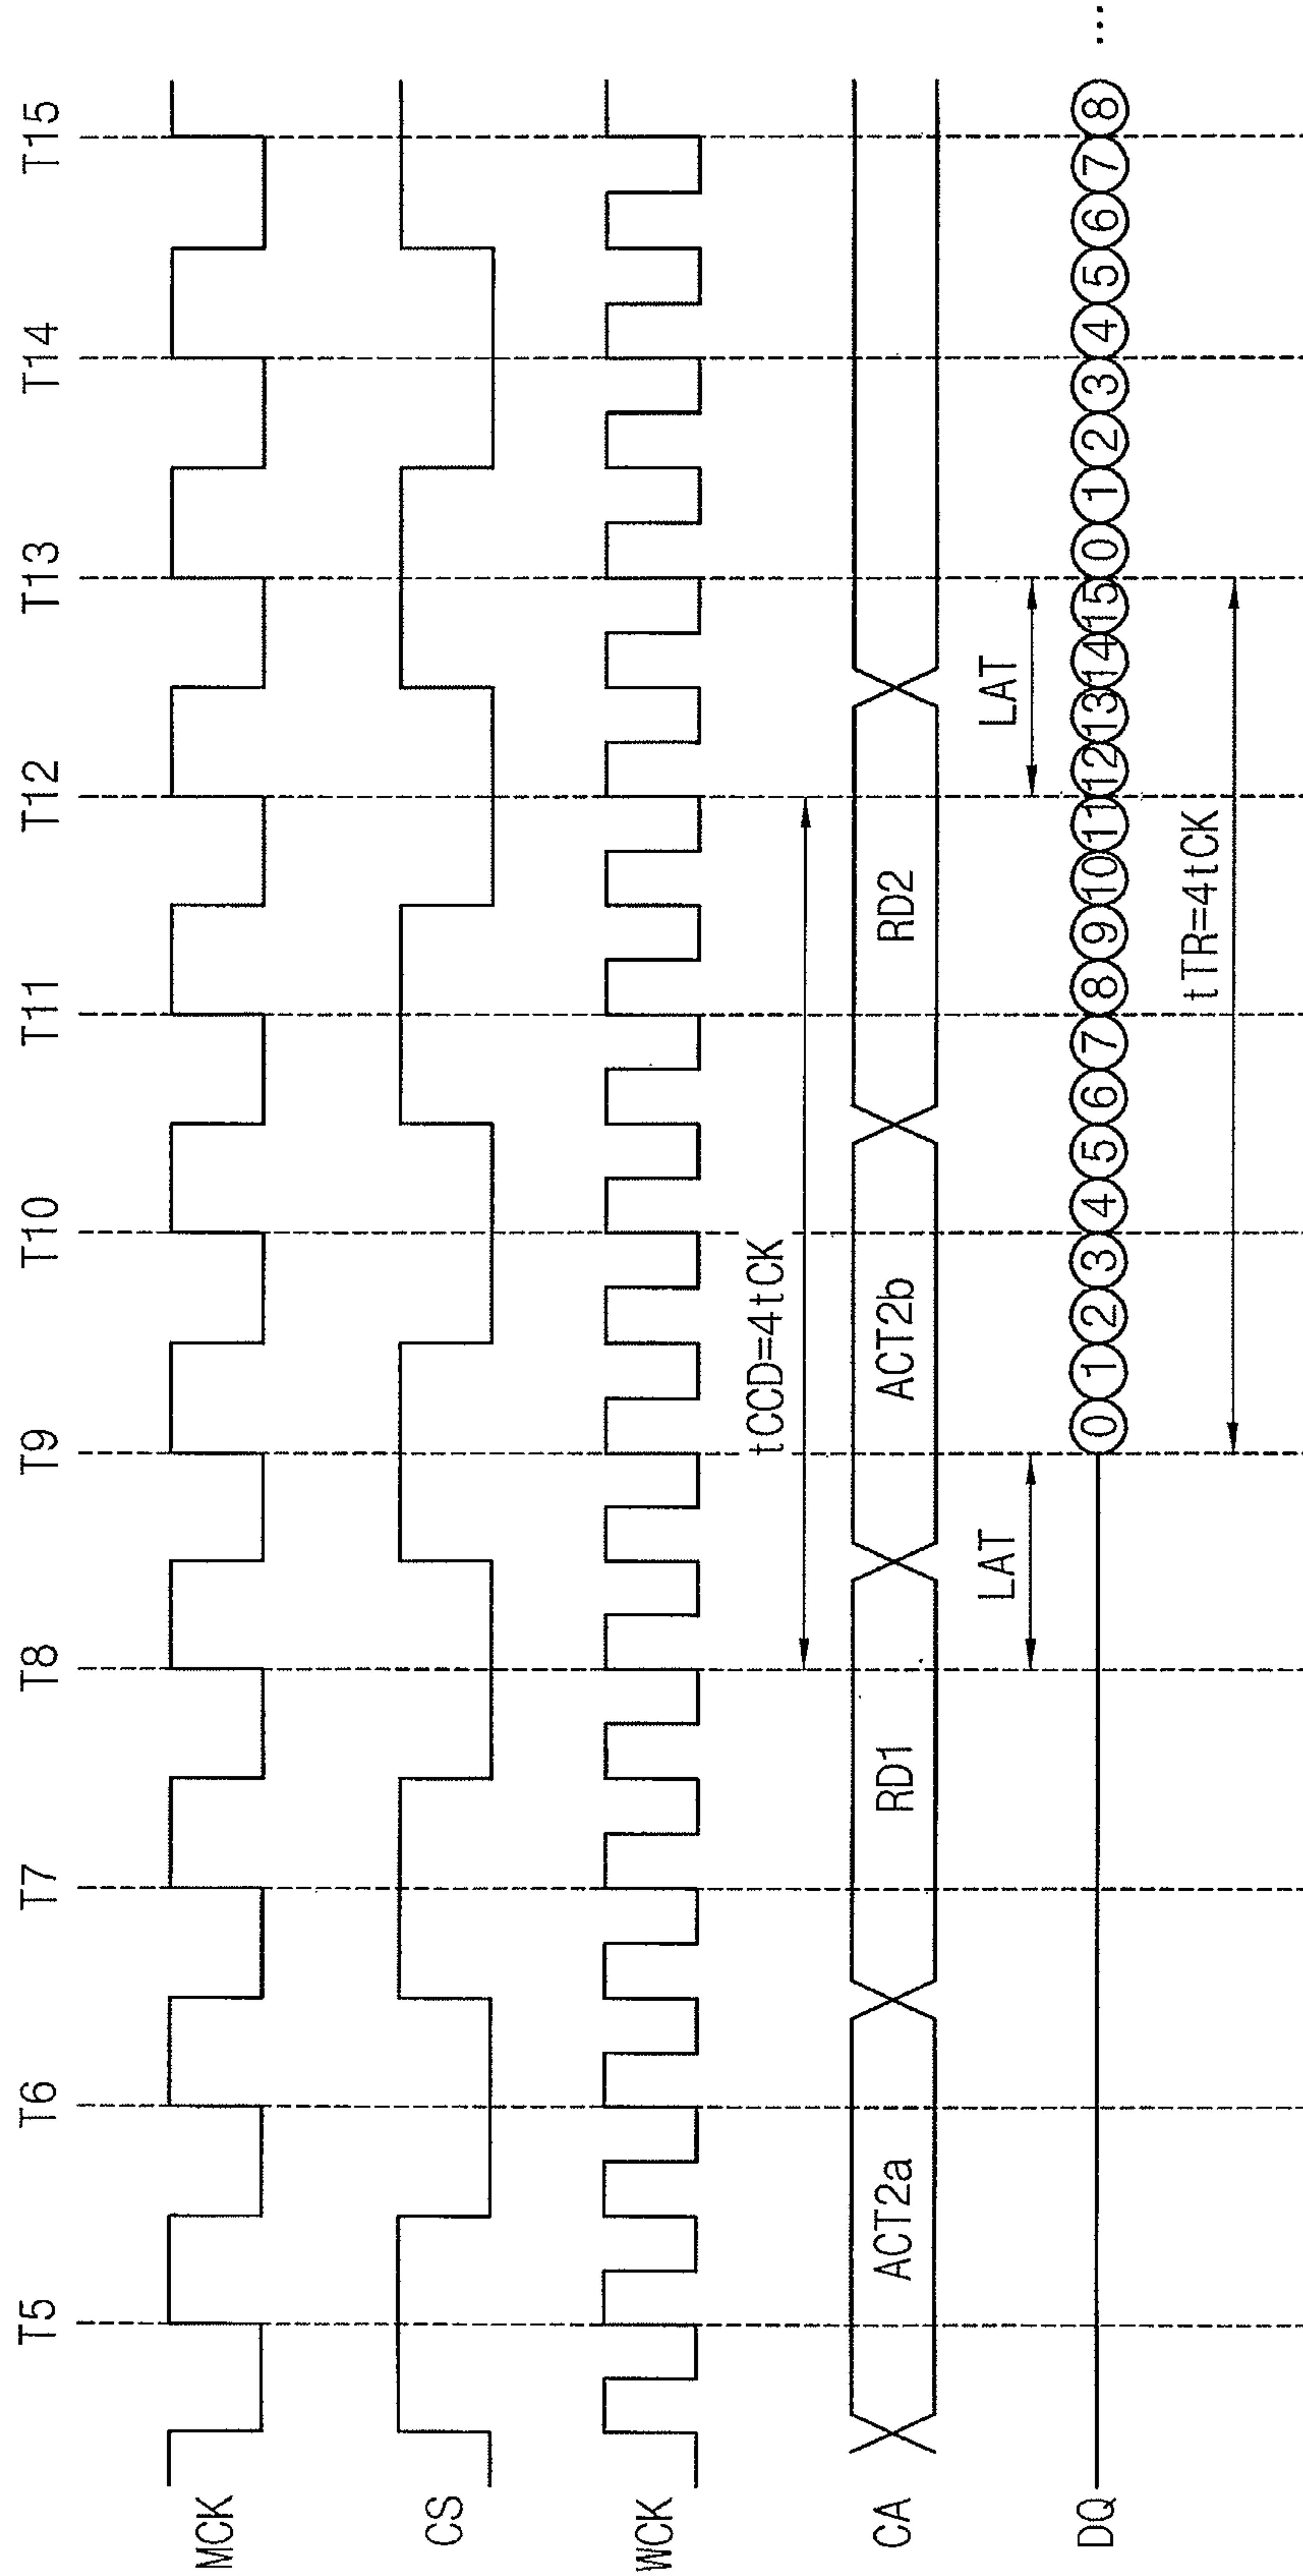 T5 T6 T7 T8 T9 T10 T11 T12 T13 T14 T15
MCK
CS
WCK
tCCD=4tCK
CA ACT2a RD1 ACT2b RD2
LAT LAT
DQ 0 1 2 3 4 5 6 7 8 9 10 11 12 13 14 15 0 1 2 3 4 5 6 7 8 ...
tTR=4tCK